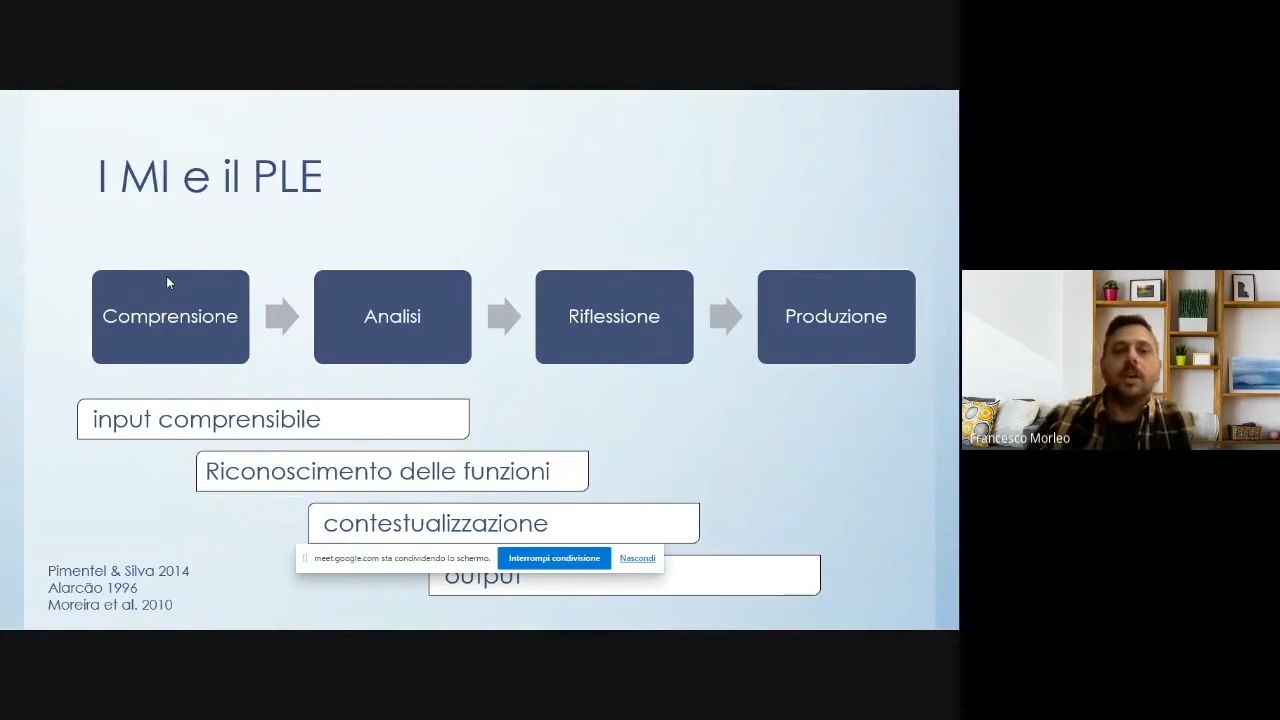 I MI e il PLE
Comprensione
Analisi
Riflessione
Produzione
input comprensibile
Riconoscimento delle funzioni
contestualizzazione
meet.google.com sta condividendo lo schermo.
Interrompi condivisione
Nascondi
output
Pimentel & Silva 2014
Alarcão 1996
Moreira et al. 2010
Francesco Morleo